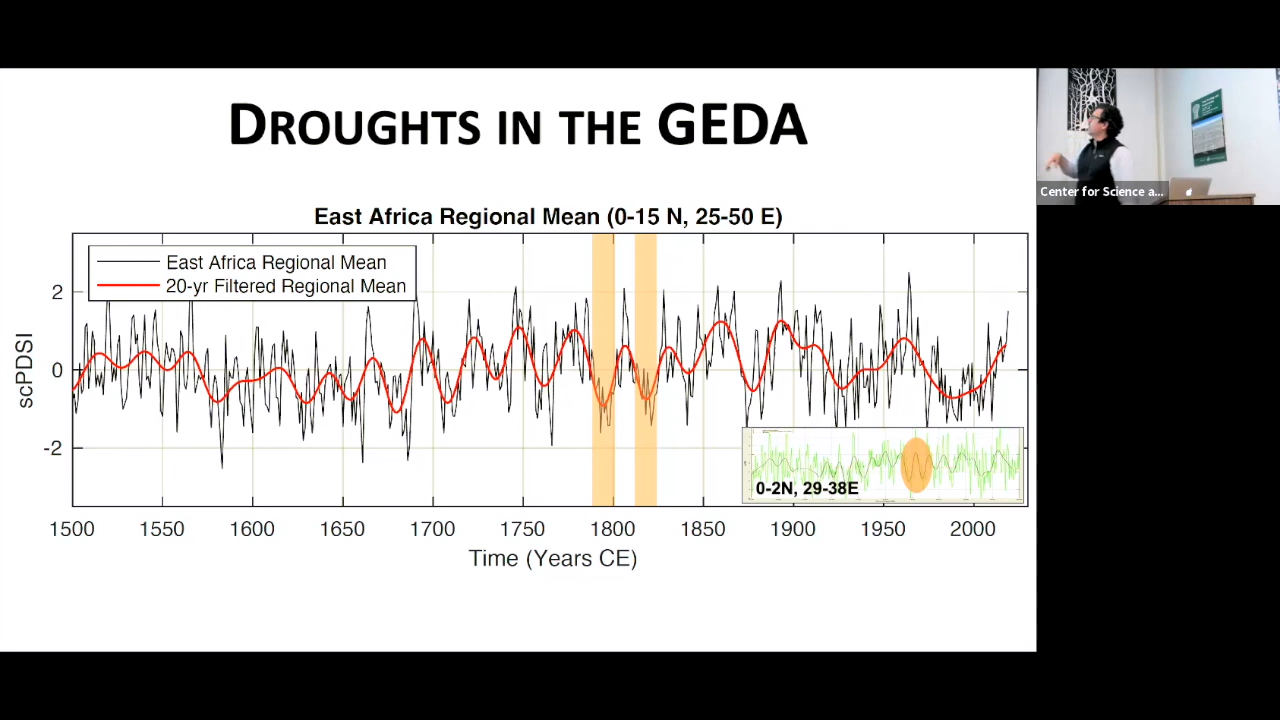 DROUGHTS IN THE GEDA
East Africa Regional Mean (0-15 N, 25-50 E)
East Africa Regional Mean
20-yr Filtered Regional Mean
scPDSI
2
0
-2
0-2N, 29-38E
1500 1550 1600 1650 1700 1750 1800 1850 1900 1950 2000
Time (Years CE)
Center for Science a...